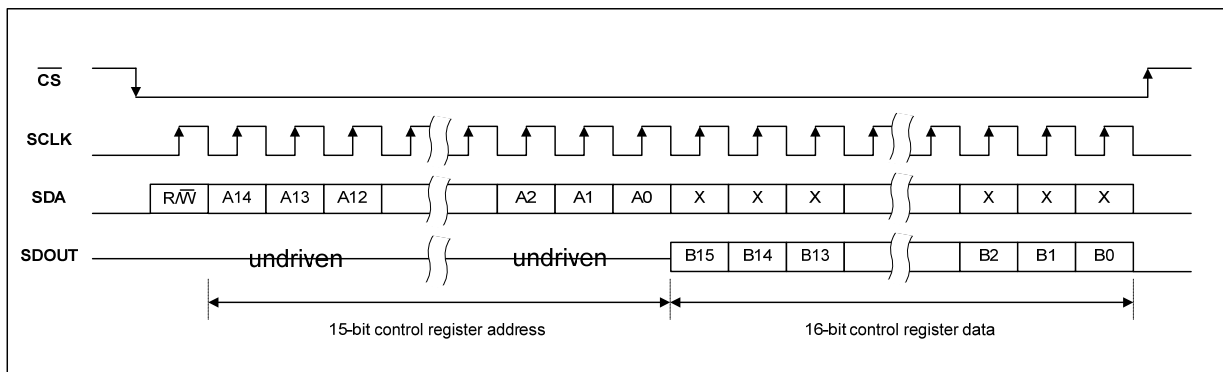 CS
SCLK
SDA R/W A14 A13 A12 A2 A1 A0 X X X X X X
SDOUT undriven undriven B15 B14 B13 B2 B1 B0
15-bit control register address 16-bit control register data